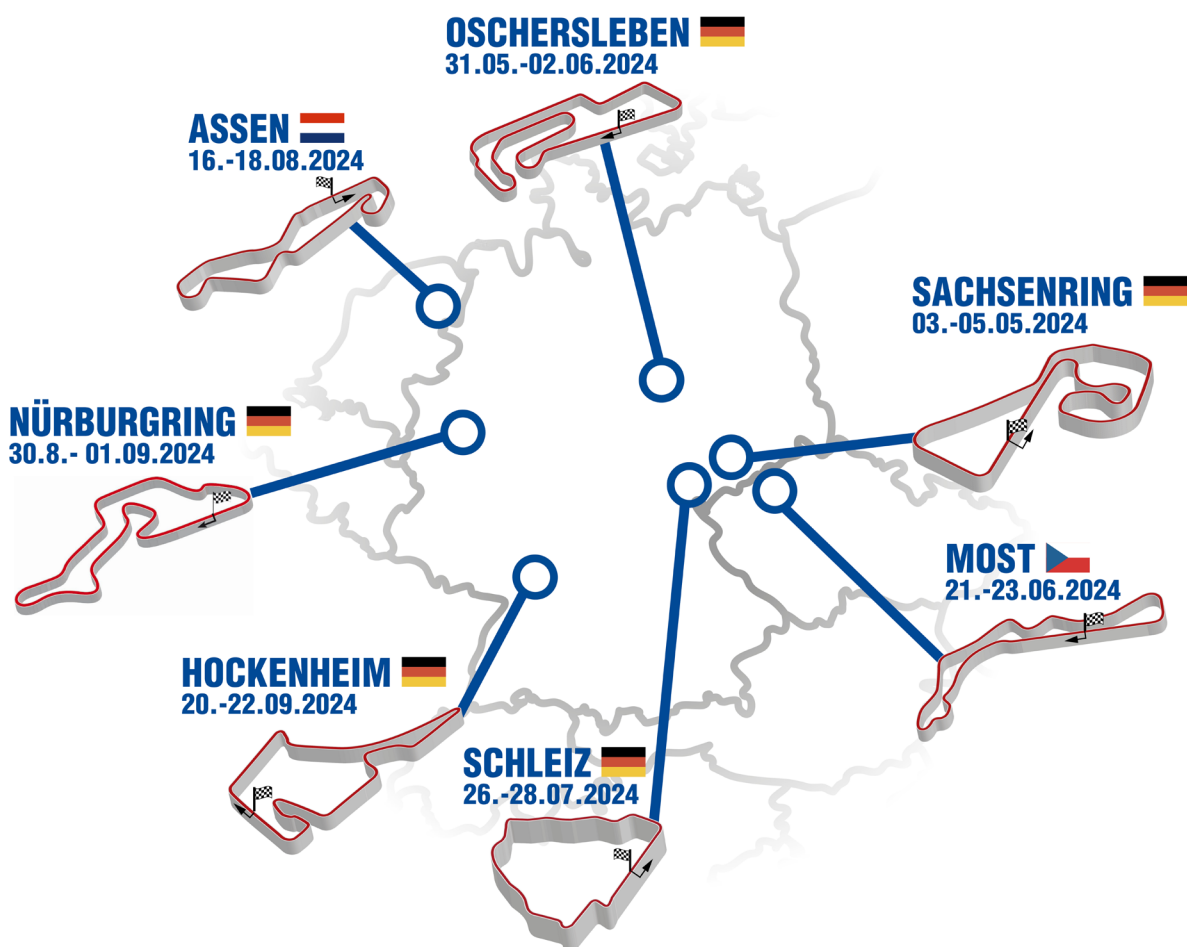 OSCHERSLEBEN
31.05.-02.06.2024
ASSEN
16.-18.08.2024
SACHSENRING
03.-05.05.2024
NÜRBURGRING
30.8.- 01.09.2024
MOST
21.-23.06.2024
HOCKENHEIM
20.-22.09.2024
SCHLEIZ
26.-28.07.2024